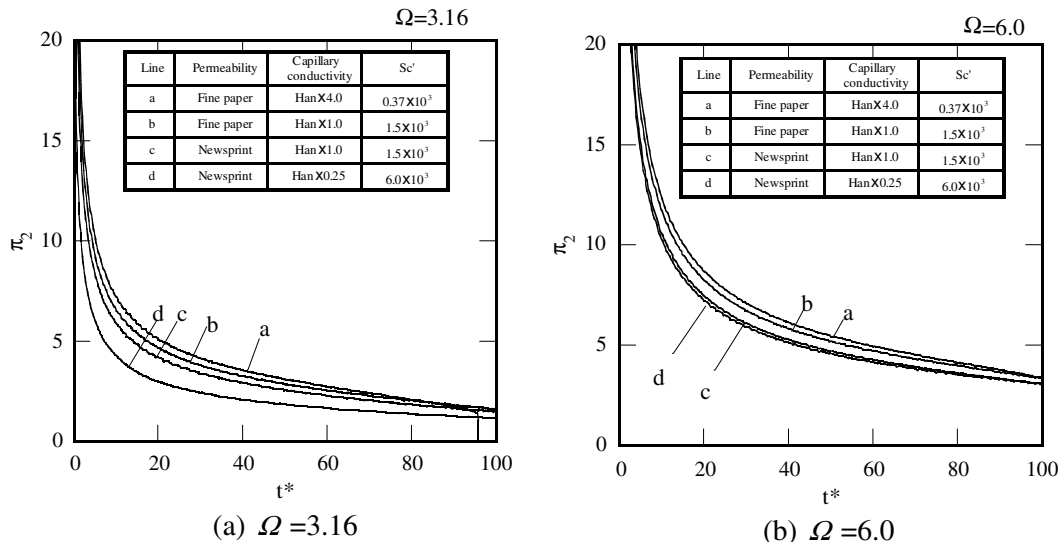 Ω=3.16
20
15
10
5
0
π₂
Line Permeability Capillary conductivity Sc'
a Fine paper Han×4.0 0.37×10³
b Fine paper Han×1.0 1.5×10³
c Newsprint Han×1.0 1.5×10³
d Newsprint Han×0.25 6.0×10³
d c b a
0 20 40 60 80 100
t*
(a) Ω =3.16
Ω=6.0
20
15
10
5
0
π₂
Line Permeability Capillary conductivity Sc'
a Fine paper Han×4.0 0.37×10³
b Fine paper Han×1.0 1.5×10³
c Newsprint Han×1.0 1.5×10³
d Newsprint Han×0.25 6.0×10³
b a
d c
0 20 40 60 80 100
t*
(b) Ω =6.0